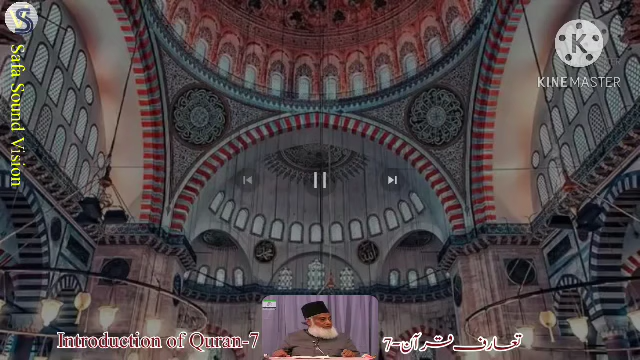 S
Safa Sound Vision
K
KINEMASTER
Introduction of Quran-7
تعارف قرآن-7